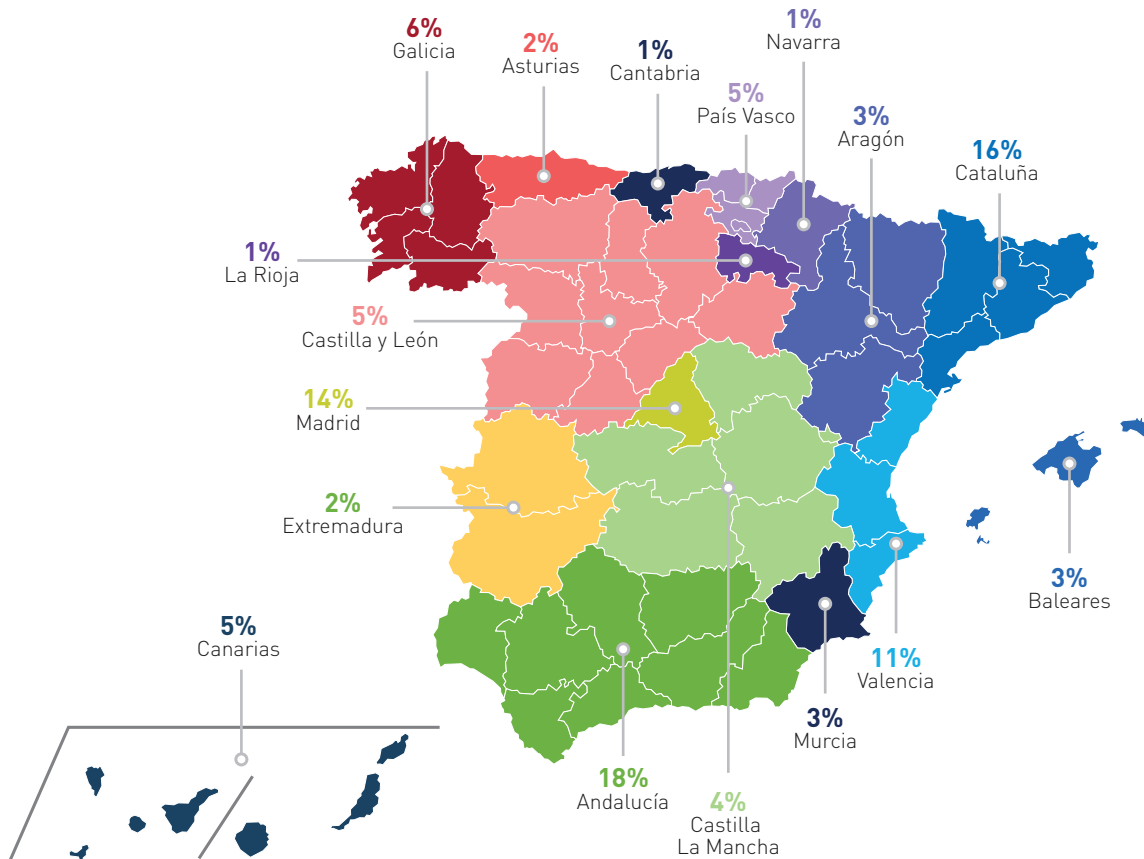 6%
Galicia
2%
Asturias
1%
Cantabria
1%
Navarra
5%
País Vasco
3%
Aragón
16%
Cataluña
1%
La Rioja
5%
Castilla y León
14%
Madrid
2%
Extremadura
3%
Baleares
5%
Canarias
11%
Valencia
3%
Murcia
18%
Andalucía
4%
Castilla
La Mancha